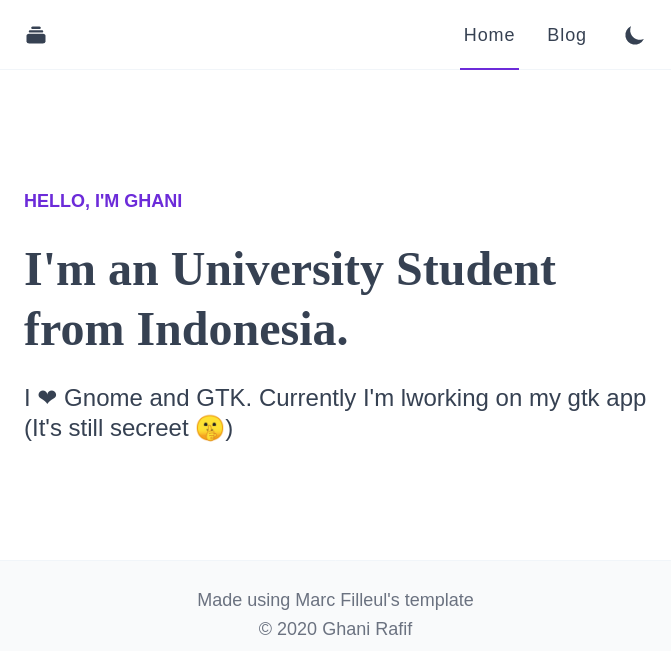 Home Blog
HELLO, I'M GHANI
I'm an University Student
from Indonesia.
I ❤ Gnome and GTK. Currently I'm lworking on my gtk app
(It's still secreet 🤫)
Made using Marc Filleul's template
© 2020 Ghani Rafif